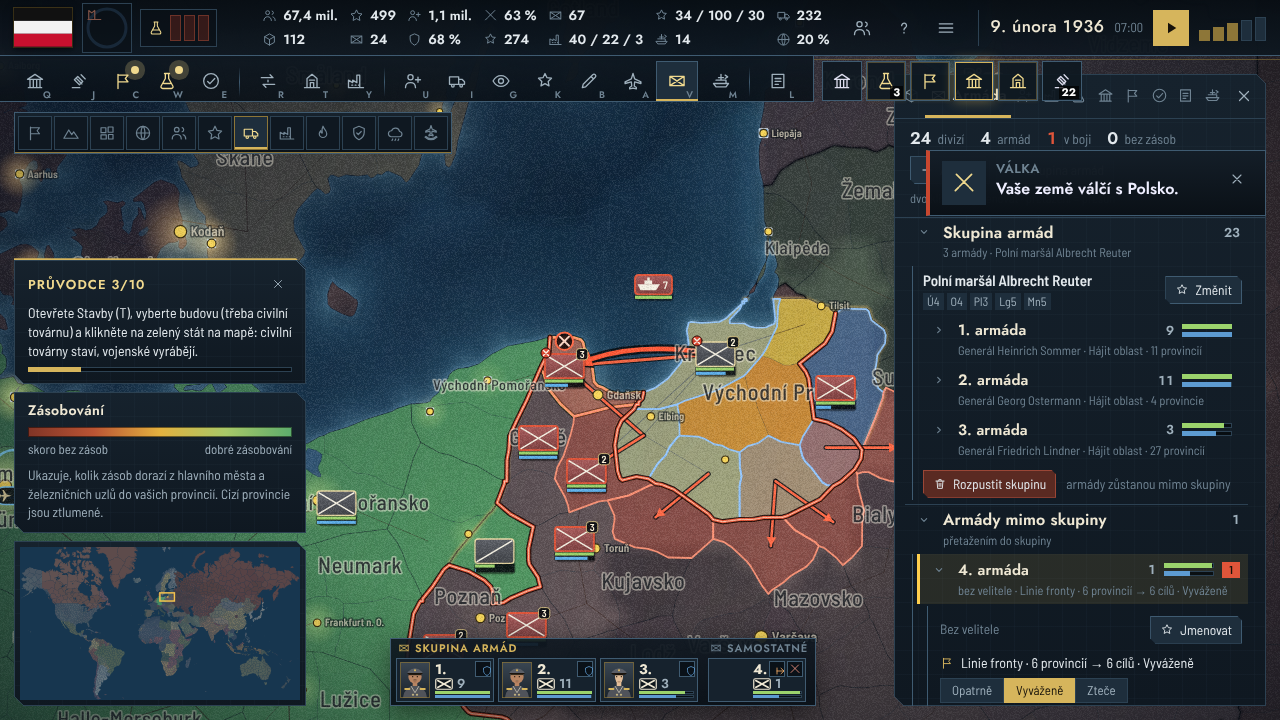 67,4 mil.
499
1,1 mil.
63 %
67
34 / 100 / 30
232
112
24
68 %
274
40 / 22 / 3
14
20 %
?
9. února 1936
07:00
Q
J
C
W
E
R
T
Y
U
I
G
K
B
A
V
M
L
3
22
24 divizí
4 armád
1 v boji
0 bez zásob
VÁLKA
Vaše země válčí s Polsko.
Skupina armád
23
3 armády · Polní maršál Albrecht Reuter
Polní maršál Albrecht Reuter
Změnit
Ú4
O4
Pl3
Lg5
Mn5
1. armáda
9
Generál Heinrich Sommer · Hájit oblast · 11 provincií
2. armáda
11
Generál Georg Ostermann · Hájit oblast · 4 provincie
3. armáda
3
Generál Friedrich Lindner · Hájit oblast · 27 provincií
Rozpustit skupinu
armády zůstanou mimo skupiny
Armády mimo skupiny
1
přetažením do skupiny
4. armáda
1
1
bez velitele · Linie fronty · 6 provincií → 6 cílů · Vyvážené
Bez velitele
Jmenovat
Linie fronty · 6 provincií → 6 cílů · Vyvážené
Opatrně
Vyváženě
Zteče
PRŮVODCE 3/10
Otevřete Stavby (T), vyberte budovu (třeba civilní
továrnu) a klikněte na zelený stát na mapě: civilní
továrny staví, vojenské vyrábějí.
Zásobování
skoro bez zásob
dobré zásobování
Ukazuje, kolik zásob dorazí z hlavního města a
železničních uzlů do vašich provincií. Cizí provincie
jsou ztlumené.
Skåne
Aarhus
Kodaň
Liepāja
Klaipėda
Tilsit
7
3
2
Východní Pomořansko
Gdańsk
Elbing
Východní Pr
2
3
Toruń
Neumark
Kujavsko
Mazovsko
Poznaň
Poz
3
2
Varšava
Frankfurt n. O.
Lužice
SKUPINA ARMÁD
SAMOSTATNÉ
1.
9
2.
11
3.
3
4.
1